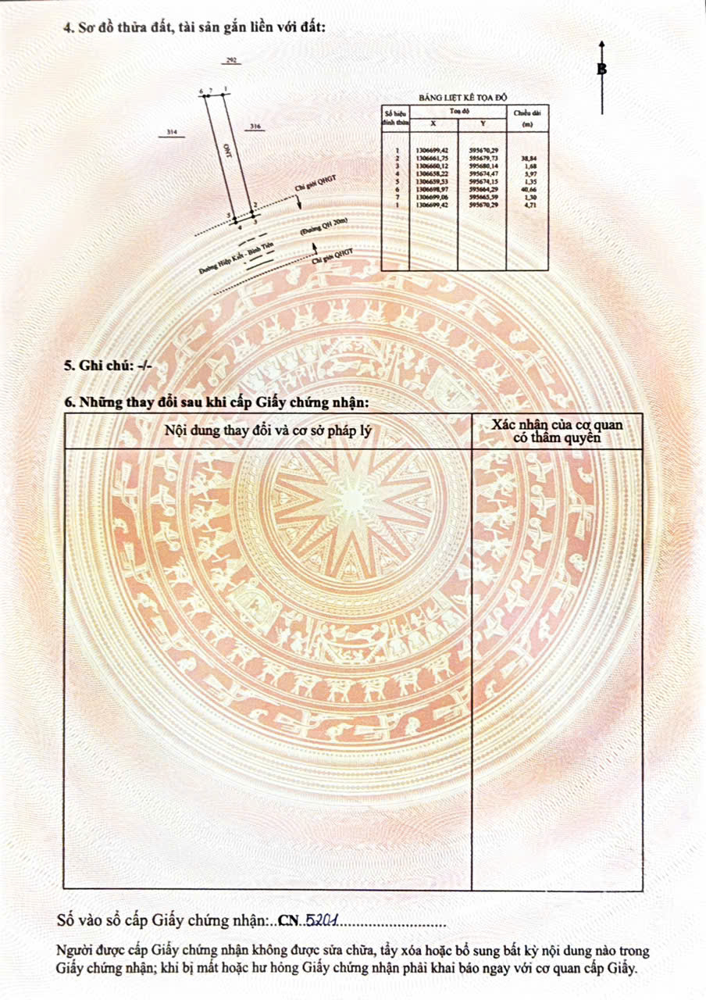 4. Sơ đồ thửa đất, tài sản gắn liền với đất:
292
B
6 7 1
314
316
ONT
2
5
3
4
Chỉ giới QHGT
(Đường QH 20m)
Đường Hiệp Kiết - Bình Tiên
Chỉ giới QHGT
BẢNG LIỆT KÊ TỌA ĐỘ
Số hiệu đỉnh thửa Toạ độ Chiều dài (m)
X Y
1 1306699,42 595670,29
2 1306661,75 595679,73 38,84
3 1306660,12 595680,14 1,68
4 1306658,22 595674,47 5,97
5 1306659,53 595674,15 1,35
6 1306698,97 595664,29 40,66
7 1306699,06 595665,59 1,30
1 1306699,42 595670,29 4,71
5. Ghi chú: -/-
6. Những thay đổi sau khi cấp Giấy chứng nhận:
Nội dung thay đổi và cơ sở pháp lý
Xác nhận của cơ quan
có thẩm quyền
Số vào sổ cấp Giấy chứng nhận:..CN..5201............................
Người được cấp Giấy chứng nhận không được sửa chữa, tẩy xóa hoặc bổ sung bất kỳ nội dung nào trong
Giấy chứng nhận; khi bị mất hoặc hư hỏng Giấy chứng nhận phải khai báo ngay với cơ quan cấp Giấy.